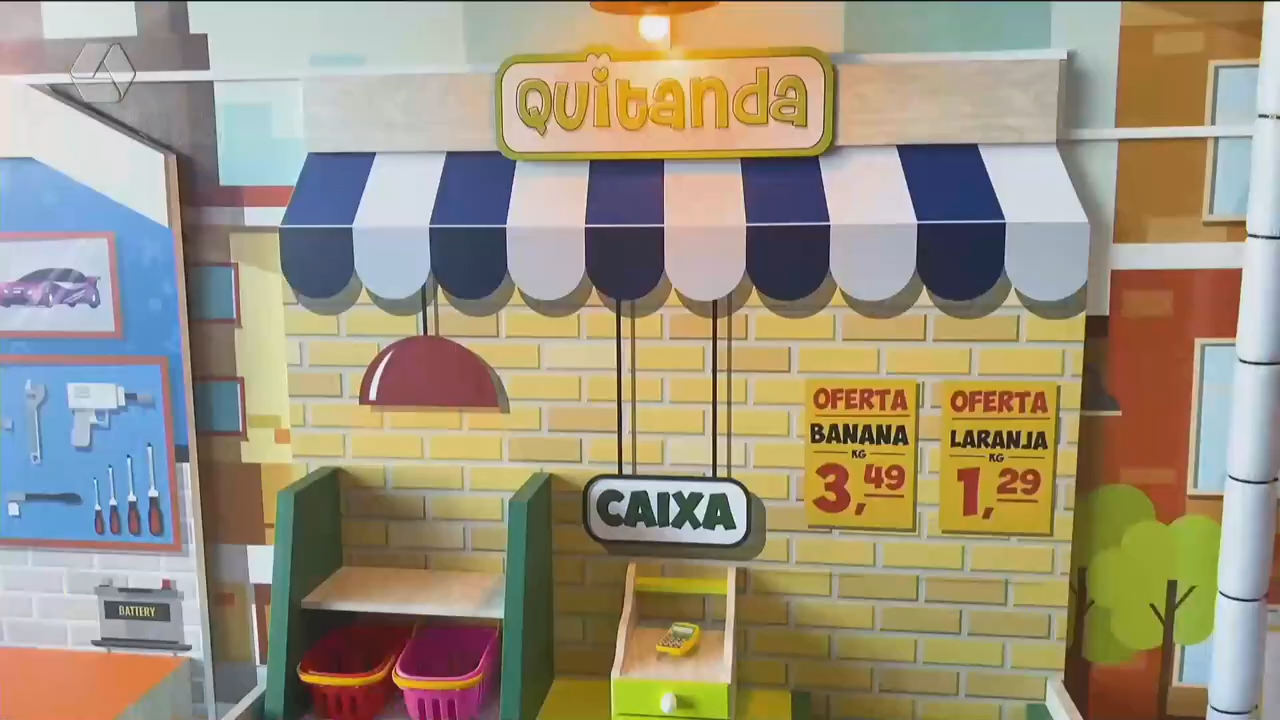 Quitanda
OFERTA
BANANA
KG
3,49
OFERTA
LARANJA
KG
1,29
CAIXA
BATTERY